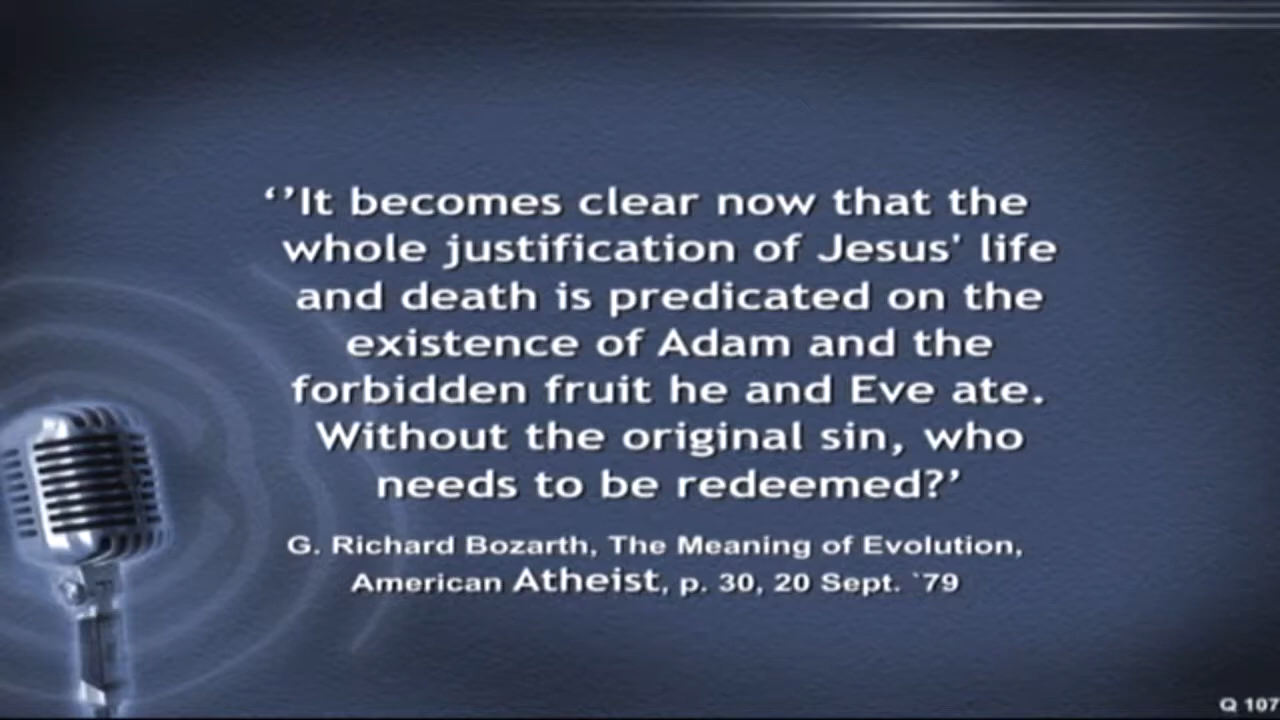 ‘’It becomes clear now that the
whole justification of Jesus' life
and death is predicated on the
existence of Adam and the
forbidden fruit he and Eve ate.
Without the original sin, who
needs to be redeemed?’
G. Richard Bozarth, The Meaning of Evolution,
American Atheist, p. 30, 20 Sept. `79
Q 107